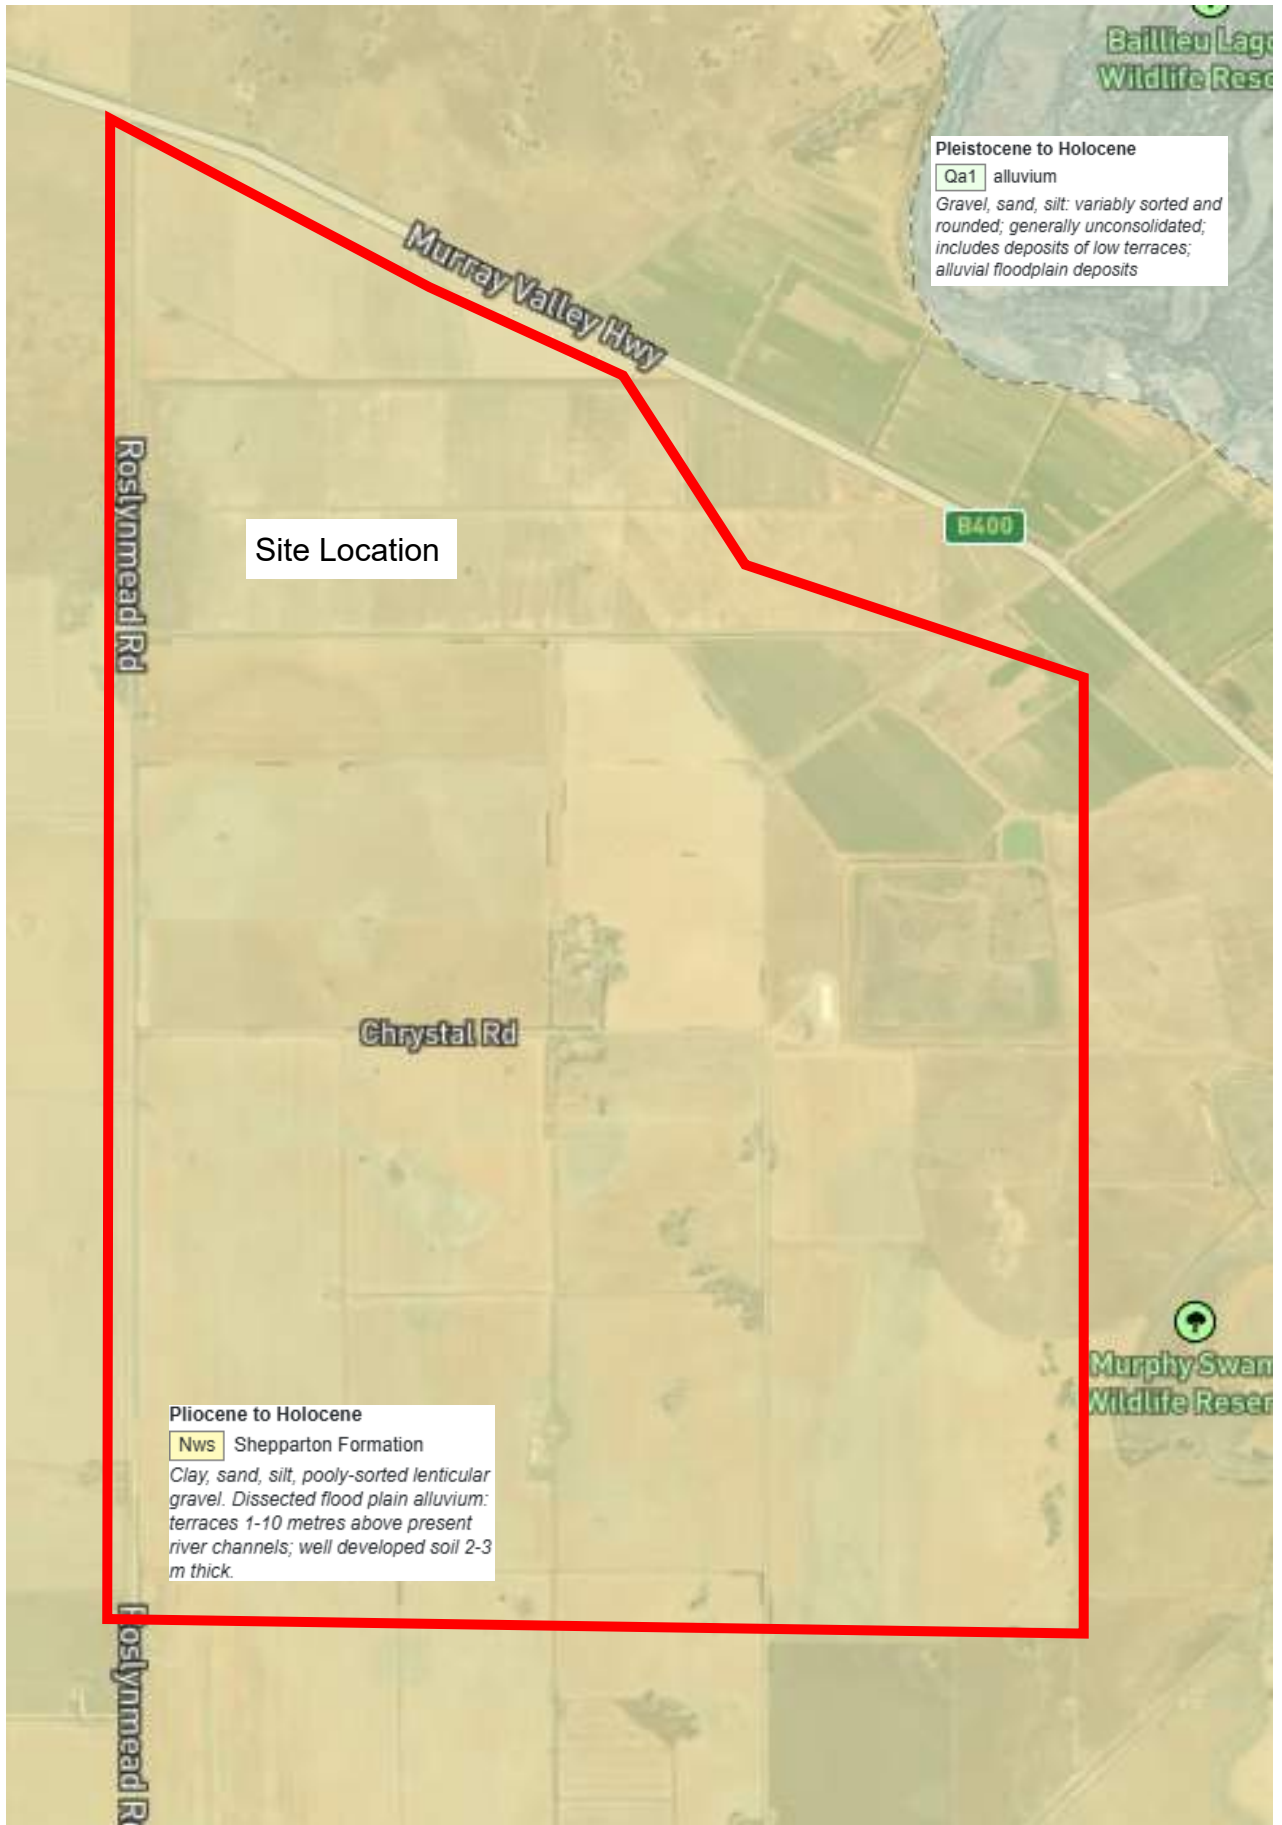 Baillieu Lago
Wildlife Rese
Pleistocene to Holocene
Qa1 alluvium
Gravel, sand, silt: variably sorted and
rounded; generally unconsolidated;
includes deposits of low terraces;
alluvial floodplain deposits
Murray Valley Hwy
Roslynmead Rd
B400
Site Location
Chrystal Rd
Murphy Swam
Wildlife Reser
Pliocene to Holocene
Nws Shepparton Formation
Clay, sand, silt, pooly-sorted lenticular
gravel. Dissected flood plain alluvium:
terraces 1-10 metres above present
river channels; well developed soil 2-3
m thick.
Roslynmead R